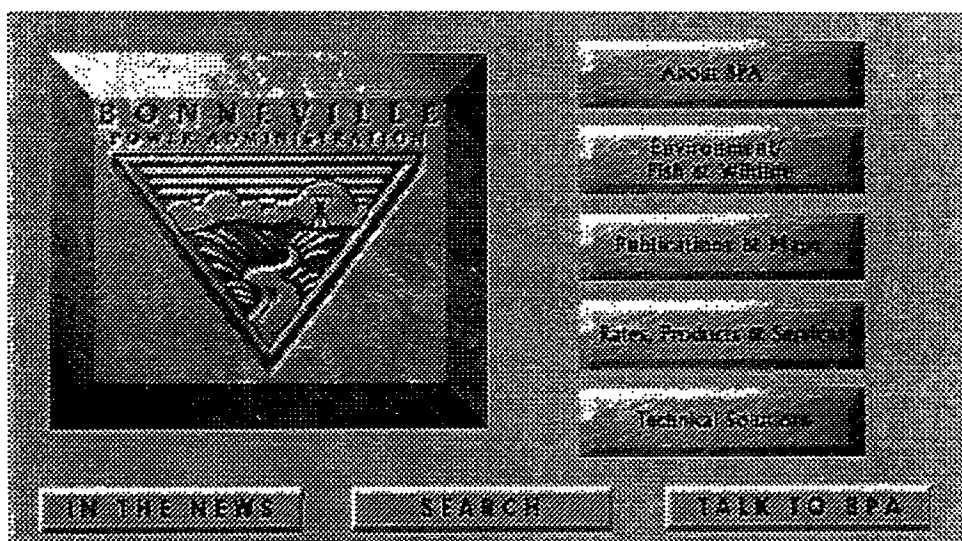 BONNEVILLE
POWER ADMINISTRATION
About BPA
Environment/
Fish & Wildlife
Publications & Maps
Rates, Products & Services
Technical Solutions
IN THE NEWS
SEARCH
TALK TO BPA